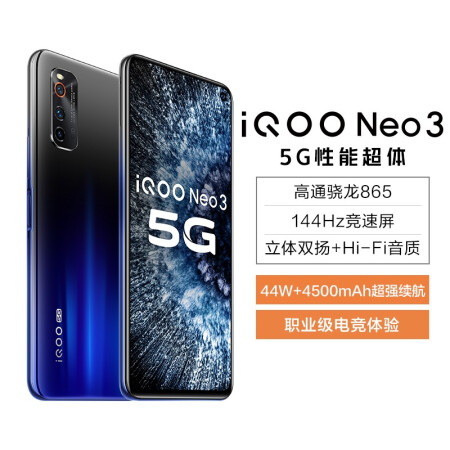 iQOO Neo3
5G性能超体
高通骁龙865
144Hz竞速屏
立体双扬+Hi-Fi音质
44W+4500mAh超强续航
职业级电竞体验
iQOO Neo3
5G
iQOO 5G